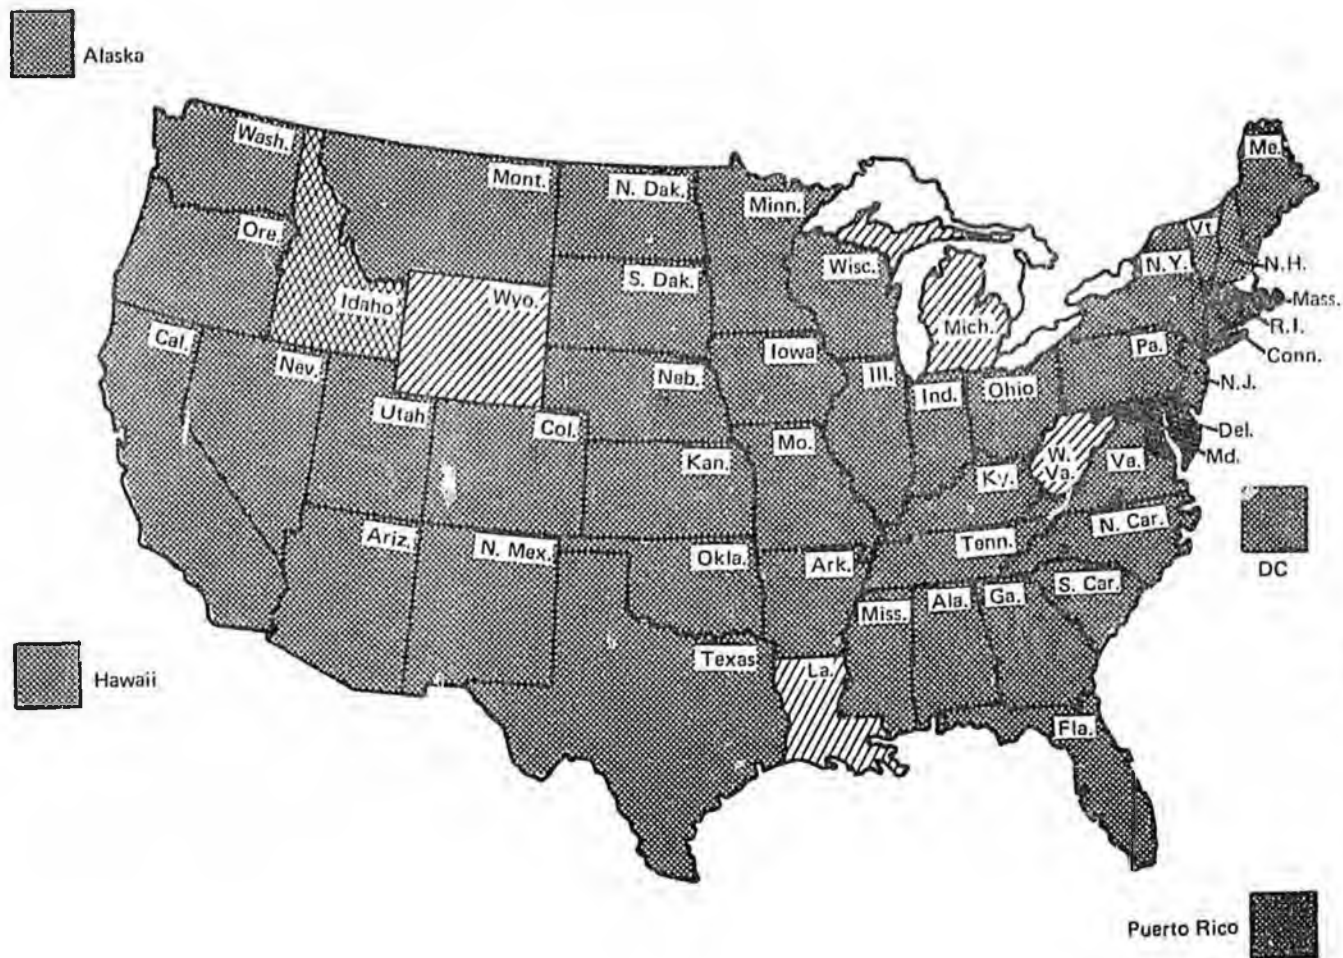 Alaska
Wash.
Mont.
N. Dak.
Minn.
Me.
Ore.
Idaho
Wyo.
S. Dak.
Wisc.
Mich.
Vt.
N.Y.
N.H.
Mass.
R.I.
Conn.
Cal.
Nev.
Utah
Col.
Neb.
Iowa
Ill.
Ind.
Ohio
Pa.
N.J.
Del.
Md.
Kan.
Mo.
Ky.
W.
Va.
Va.
DC
Ariz.
N. Mex.
Okla.
Ark.
Tenn.
N. Car.
S. Car.
Hawaii
Texas
La.
Miss.
Ala.
Ga.
Fla.
Puerto Rico